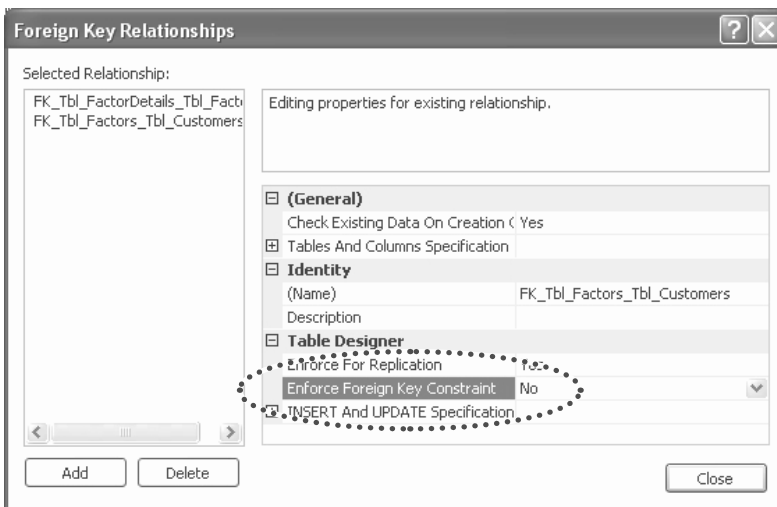 Foreign Key Relationships
Selected Relationship:
FK_Tbl_FactorDetails_Tbl_Facto
FK_Tbl_Factors_Tbl_Customers
Editing properties for existing relationship.
(General)
Check Existing Data On Creation O Yes
Tables And Columns Specification
Identity
(Name) FK_Tbl_Factors_Tbl_Customers
Description
Table Designer
Enforce For Replication Yes
Enforce Foreign Key Constraint No
INSERT And UPDATE Specification
Add Delete Close